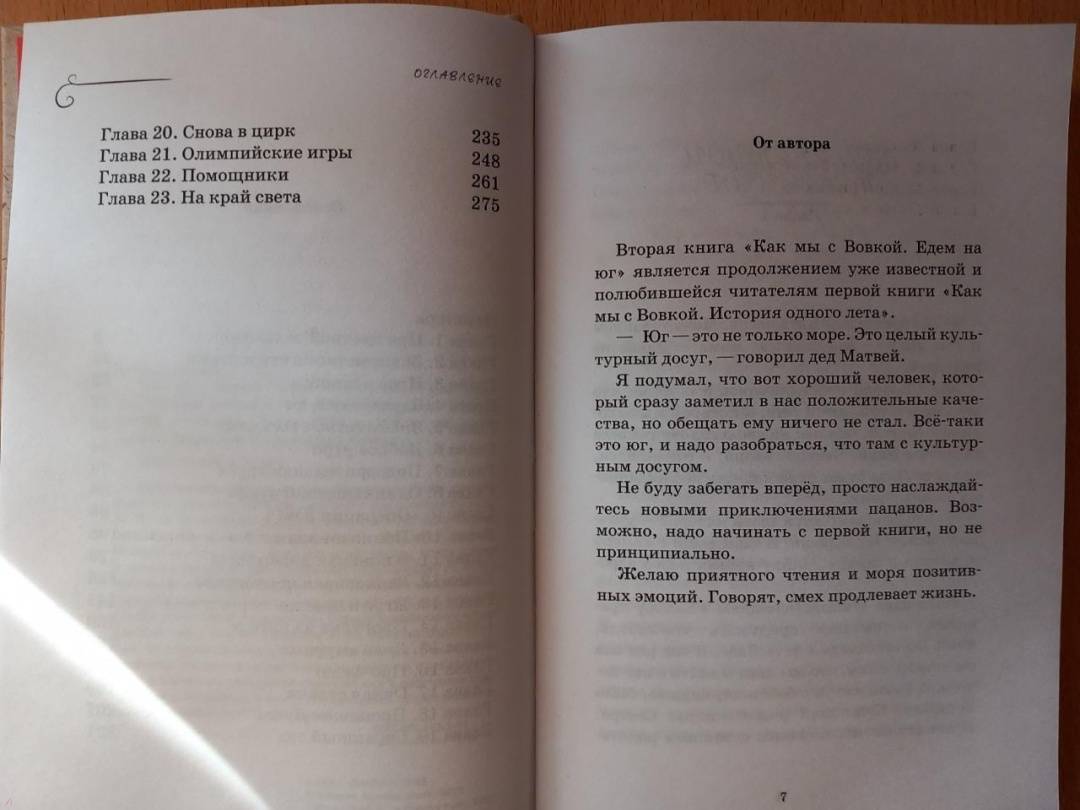 ОГЛАВЛЕНИЕ
Глава 20. Снова в цирк 235
Глава 21. Олимпийские игры 248
Глава 22. Помощники 261
Глава 23. На край света 275
От автора
Вторая книга «Как мы с Вовкой. Едем на
юг» является продолжением уже известной и
полюбившейся читателям первой книги «Как
мы с Вовкой. История одного лета».
— Юг — это не только море. Это целый куль-
турный досуг, — говорил дед Матвей.
Я подумал, что вот хороший человек, кото-
рый сразу заметил в нас положительные каче-
ства, но обещать ему ничего не стал. Всё-таки
это юг, и надо разобраться, что там с культур-
ным досугом.
Не буду забегать вперёд, просто наслаждай-
тесь новыми приключениями пацанов. Воз-
можно, надо начинать с первой книги, но не
принципиально.
Желаю приятного чтения и моря позитив-
ных эмоций. Говорят, смех продлевает жизнь.
7